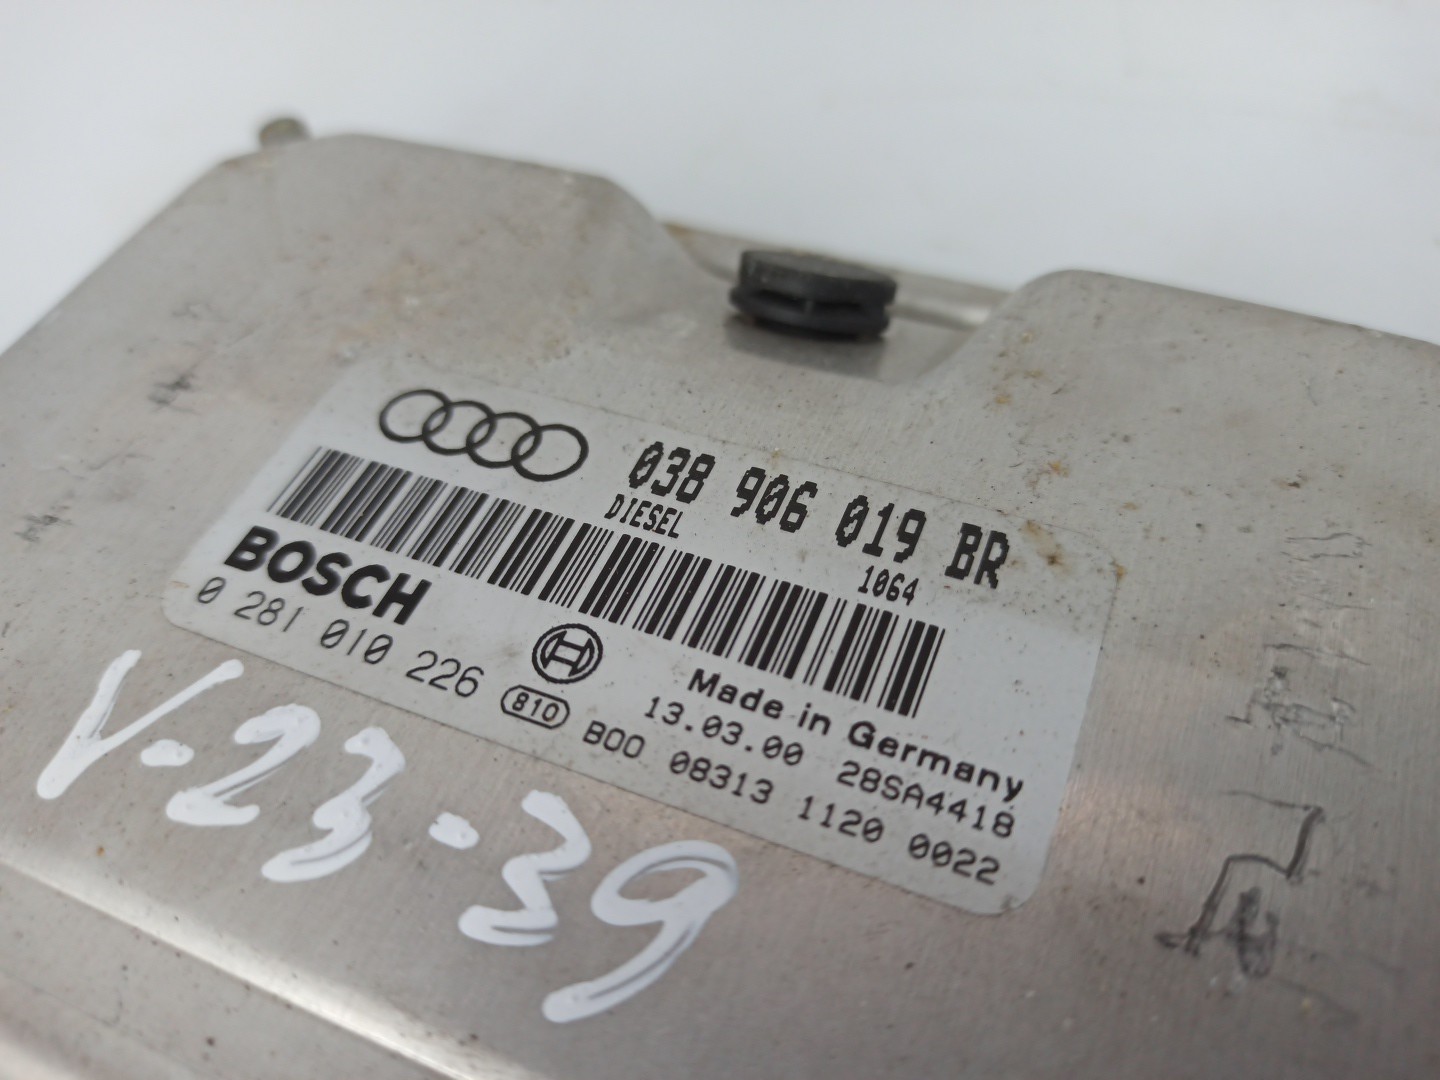 038 906 019 BR
DIESEL 1064
BOSCH
0 281 010 226
Made in Germany
810 13.03.00 28SA4418
B00 08313 1120 0022
V-23-39